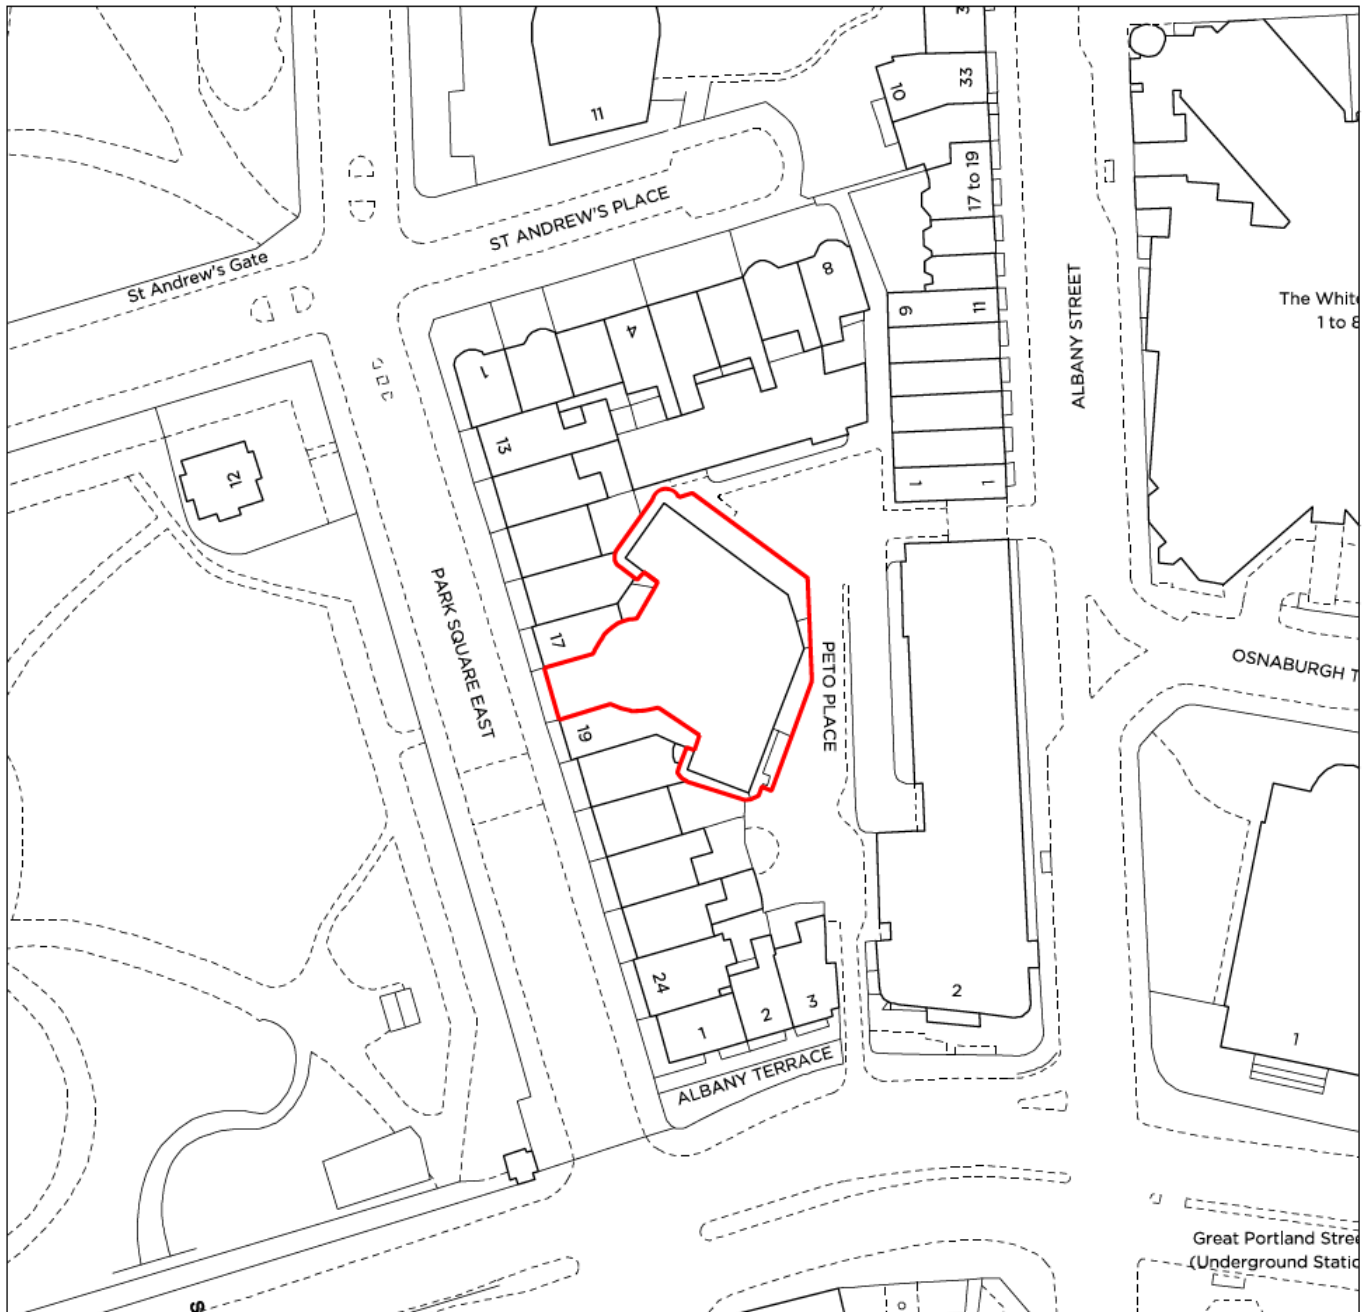 3
33
10
11
17 to 19
ST ANDREW'S PLACE
St Andrew's Gate
8
The White
1 to 8
9
11
ALBANY STREET
4
1
13
12
1
1
PARK SQUARE EAST
17
PETO PLACE
OSNABURGH T
19
24
2
3
2
1
1
ALBANY TERRACE
Great Portland Stree
(Underground Static
S